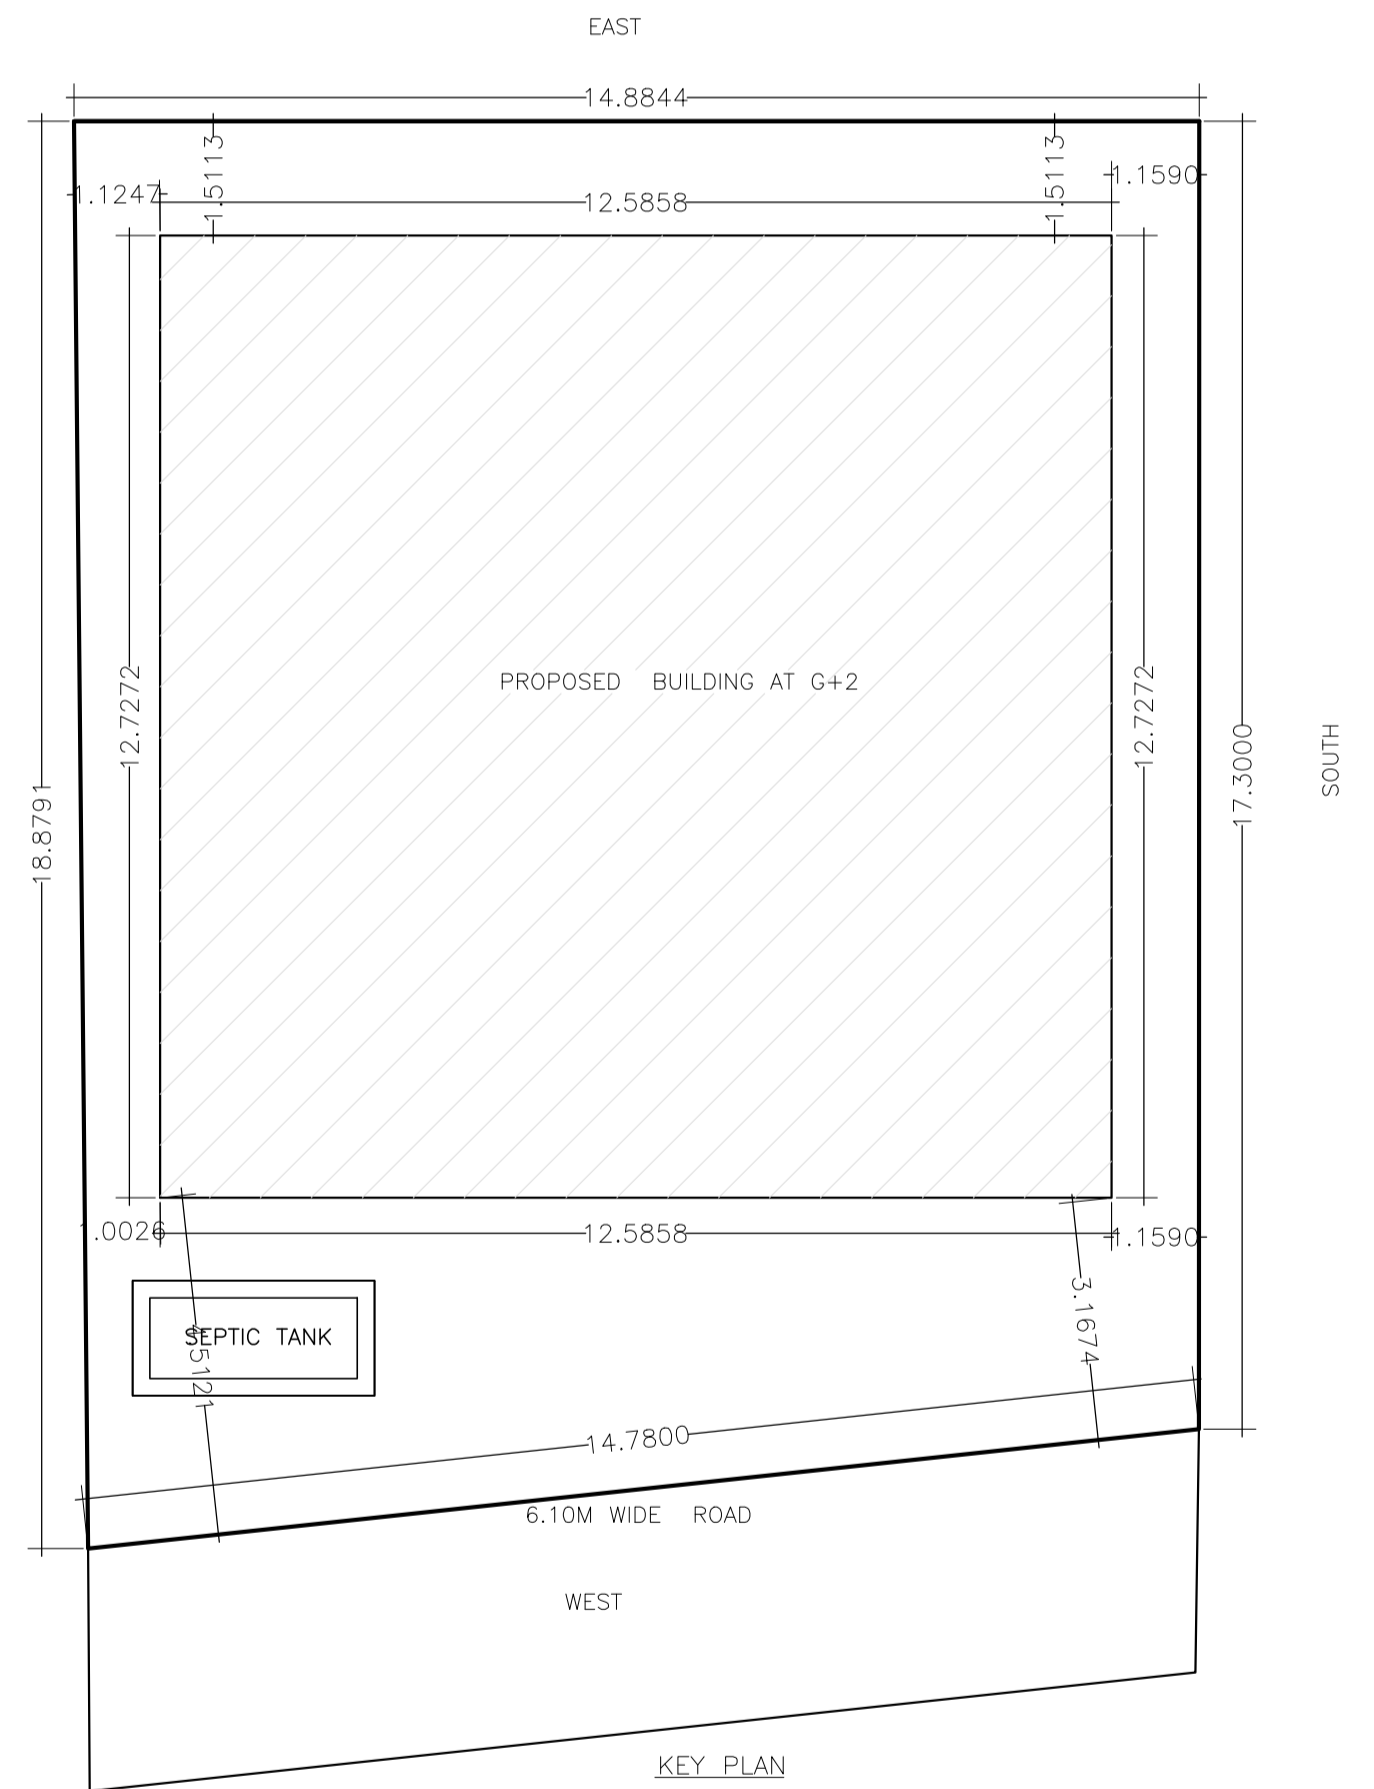 EAST
14.8844
1.5113
1.5113
1.1590
1.1247
12.5858
PROPOSED BUILDING AT G+2
12.7272
12.7272
17.3000
SOUTH
18.8791
.0026
12.5858
1.1590
3.1674
SEPTIC TANK
14.7800
6.10M WIDE ROAD
WEST
KEY PLAN